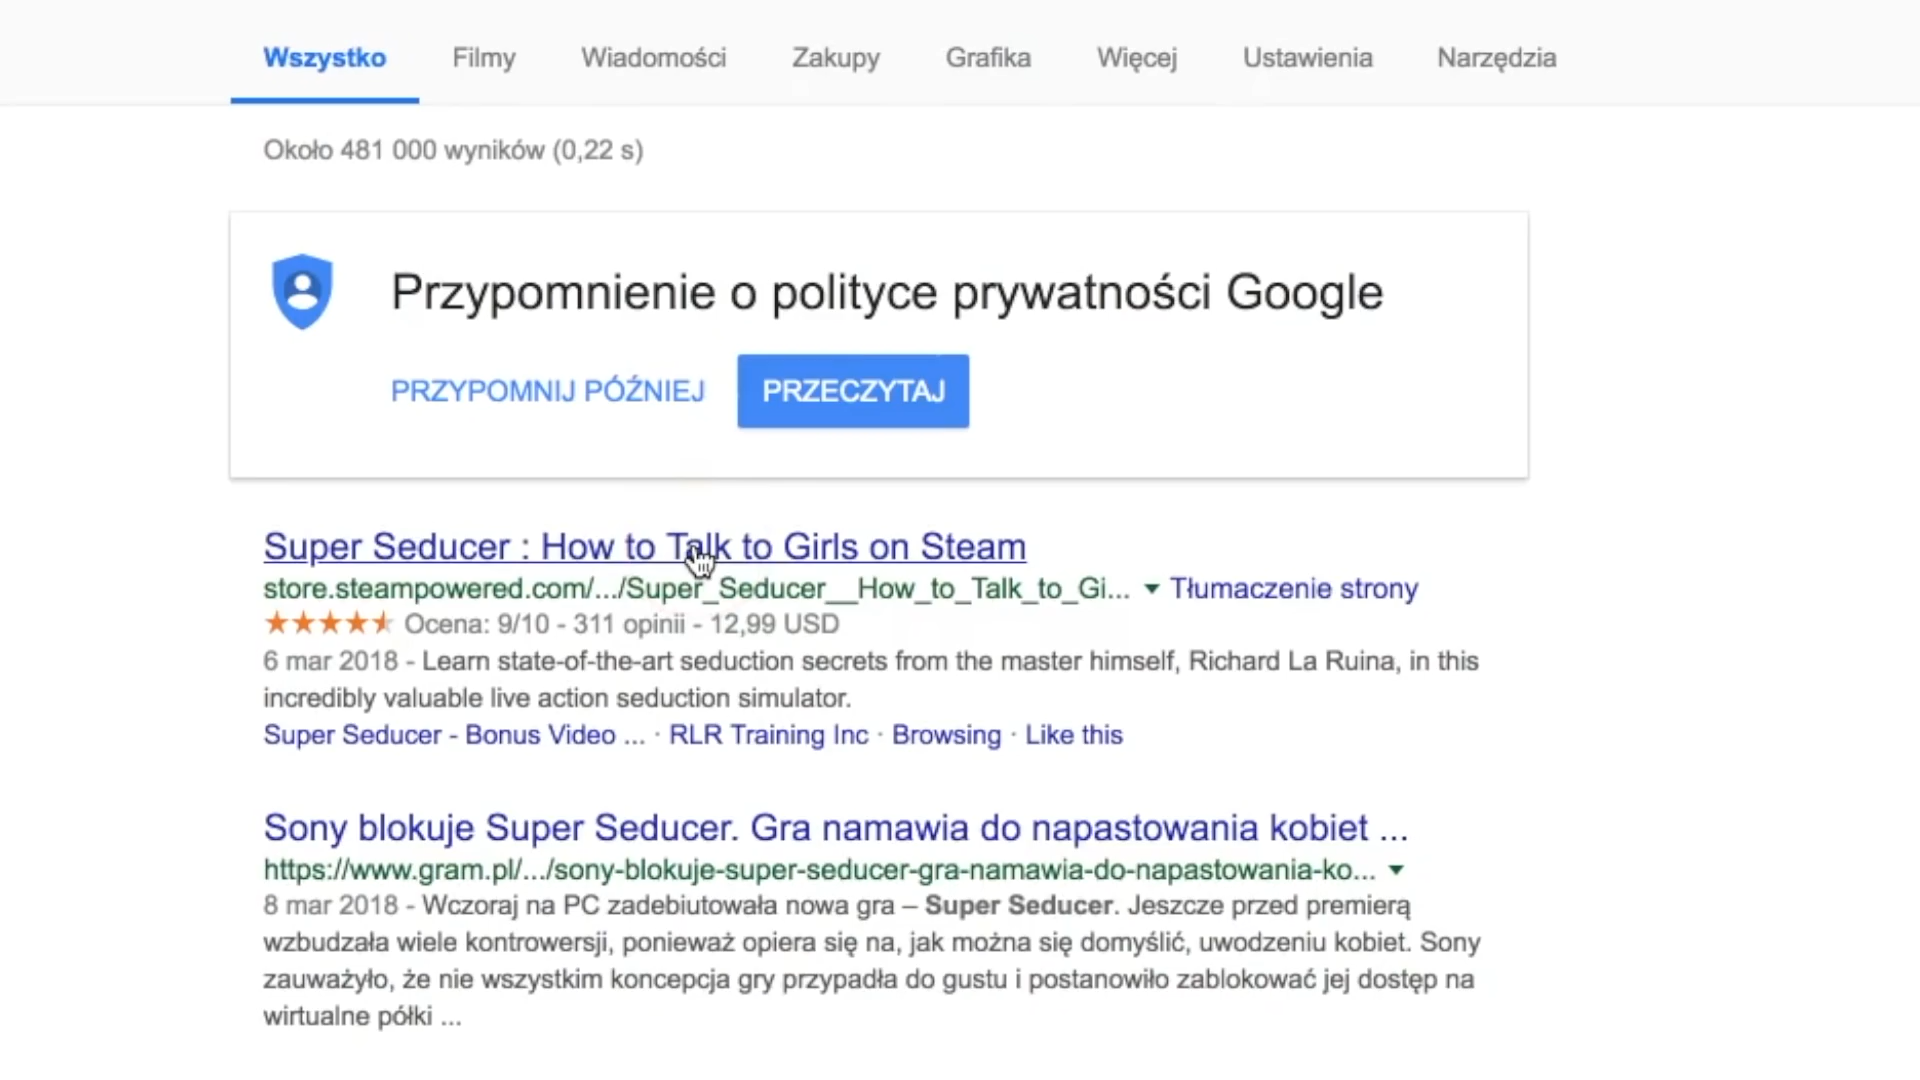 Wszystko Filmy Wiadomości Zakupy Grafika Więcej Ustawienia Narzędzia
Około 481 000 wyników (0,22 s)
Przypomnienie o polityce prywatności Google
PRZYPOMNIJ PÓŹNIEJ PRZECZYTAJ
Super Seducer : How to Talk to Girls on Steam
store.steampowered.com/.../Super_Seducer__How_to_Talk_to_Gi... ▼ Tłumaczenie strony
Ocena: 9/10 - 311 opinii - 12,99 USD
6 mar 2018 - Learn state-of-the-art seduction secrets from the master himself, Richard La Ruina, in this
incredibly valuable live action seduction simulator.
Super Seducer - Bonus Video ... · RLR Training Inc · Browsing · Like this
Sony blokuje Super Seducer. Gra namawia do napastowania kobiet ...
https://www.gram.pl/.../sony-blokuje-super-seducer-gra-namawia-do-napastowania-ko... ▼
8 mar 2018 - Wczoraj na PC zadebiutowała nowa gra – Super Seducer. Jeszcze przed premierą
wzbudzała wiele kontrowersji, ponieważ opiera się na, jak można się domyślić, uwodzeniu kobiet. Sony
zauważyło, że nie wszystkim koncepcja gry przypadła do gustu i postanowiło zablokować jej dostęp na
wirtualne półki ...